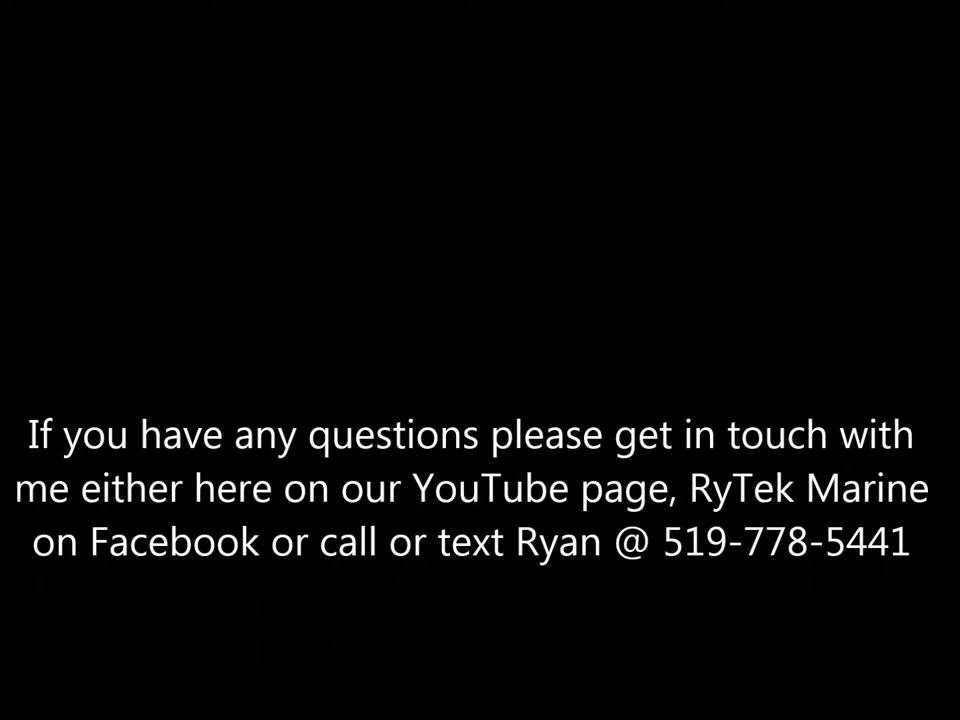 If you have any questions please get in touch with
me either here on our YouTube page, RyTek Marine
on Facebook or call or text Ryan @ 519-778-5441